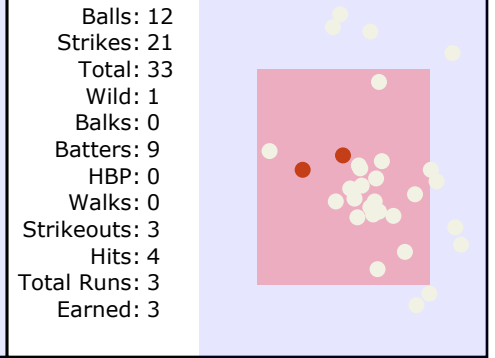 Balls: 12
Strikes: 21
Total: 33
Wild: 1
Balks: 0
Batters: 9
HBP: 0
Walks: 0
Strikeouts: 3
Hits: 4
Total Runs: 3
Earned: 3